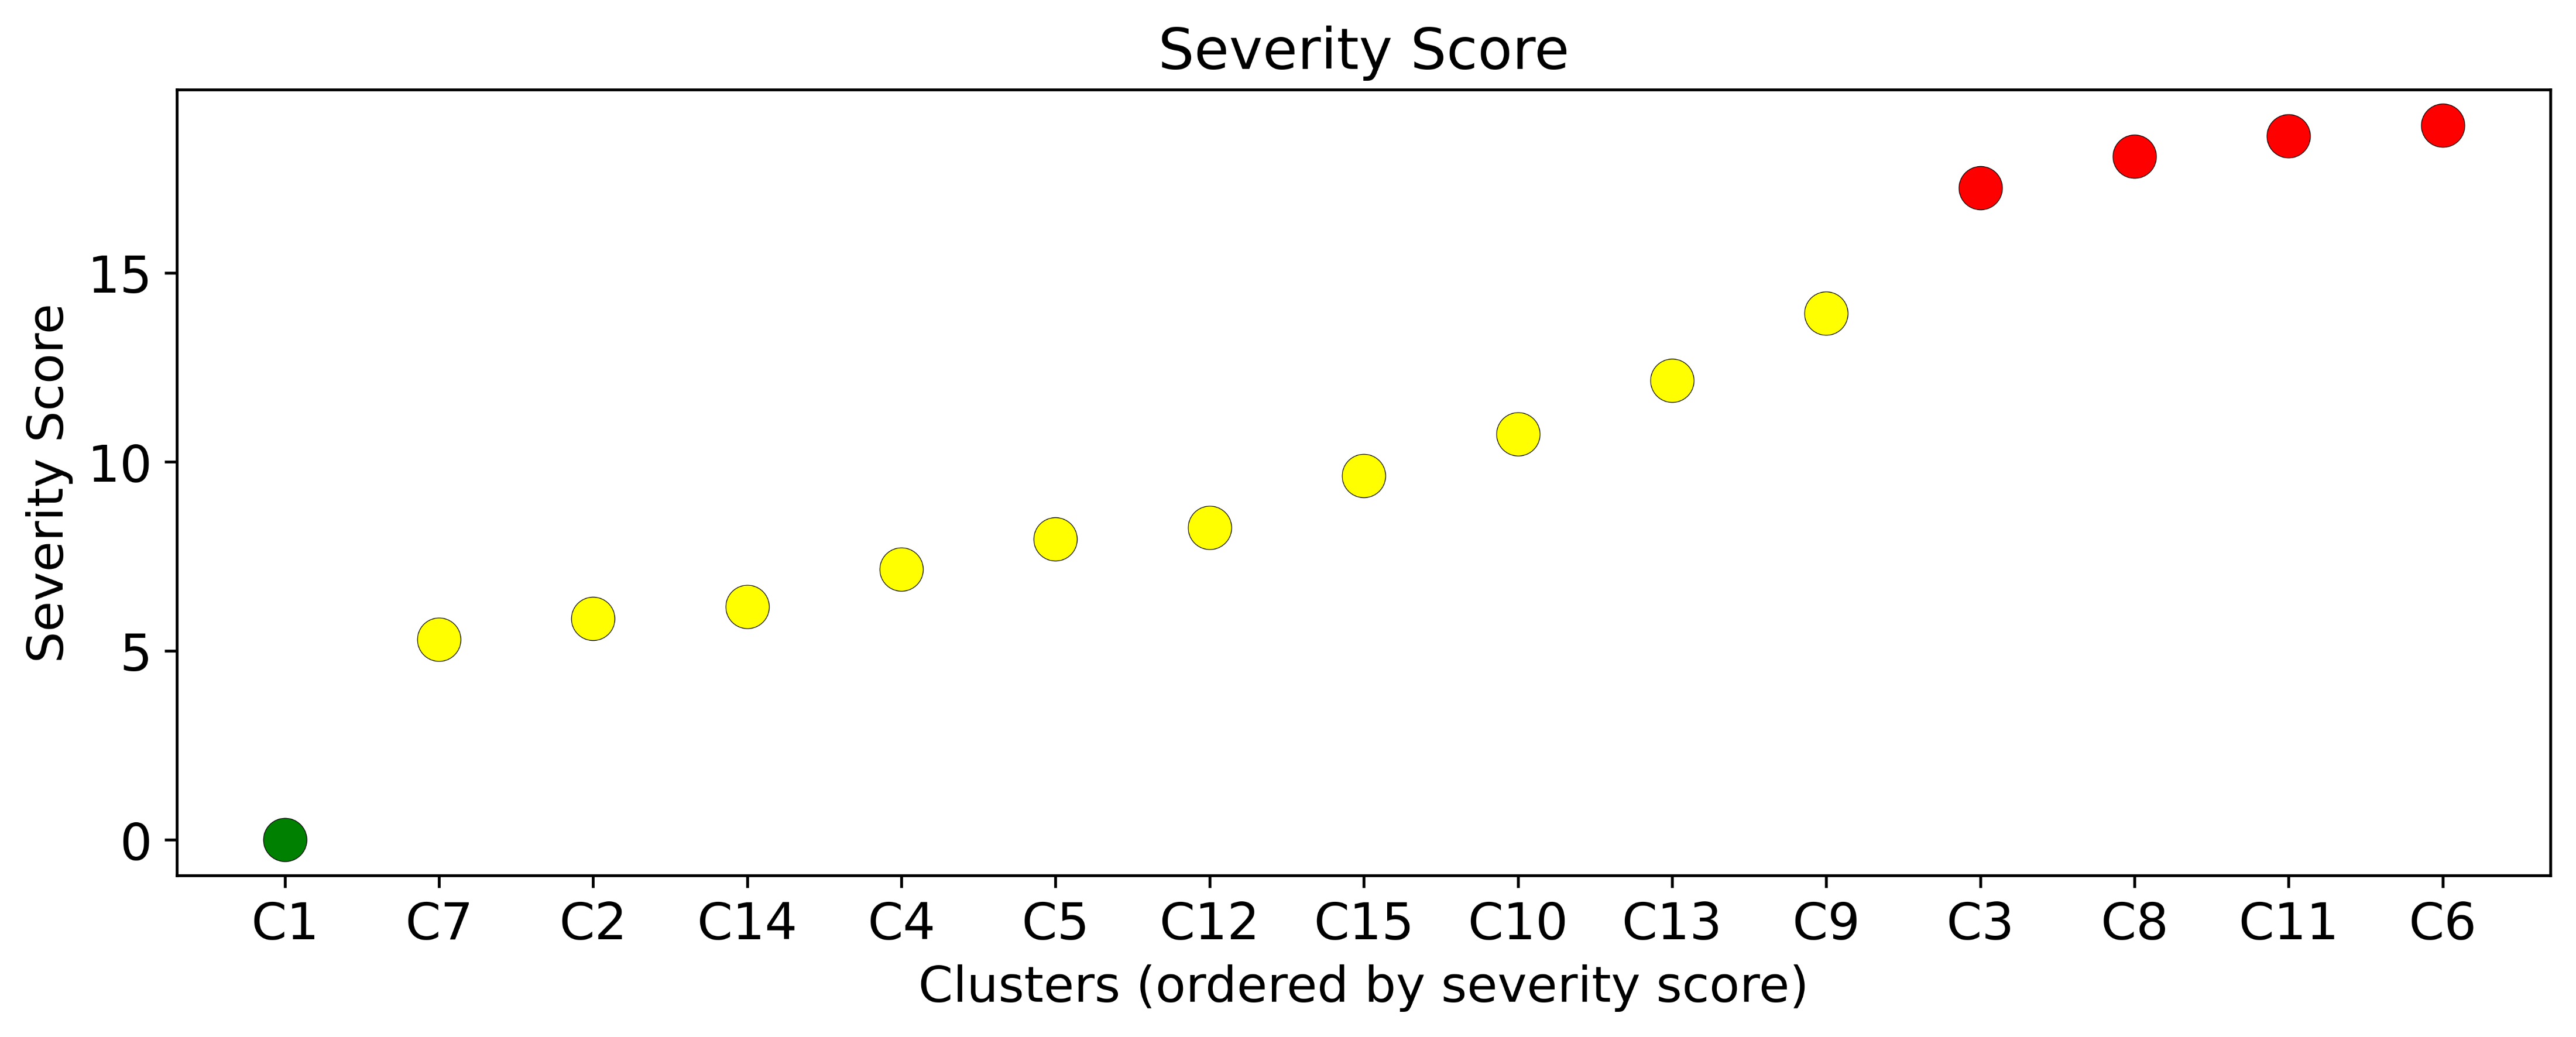 Severity Score
Severity Score
15
10
5
0
C1 C7 C2 C14 C4 C5 C12 C15 C10 C13 C9 C3 C8 C11 C6
Clusters (ordered by severity score)